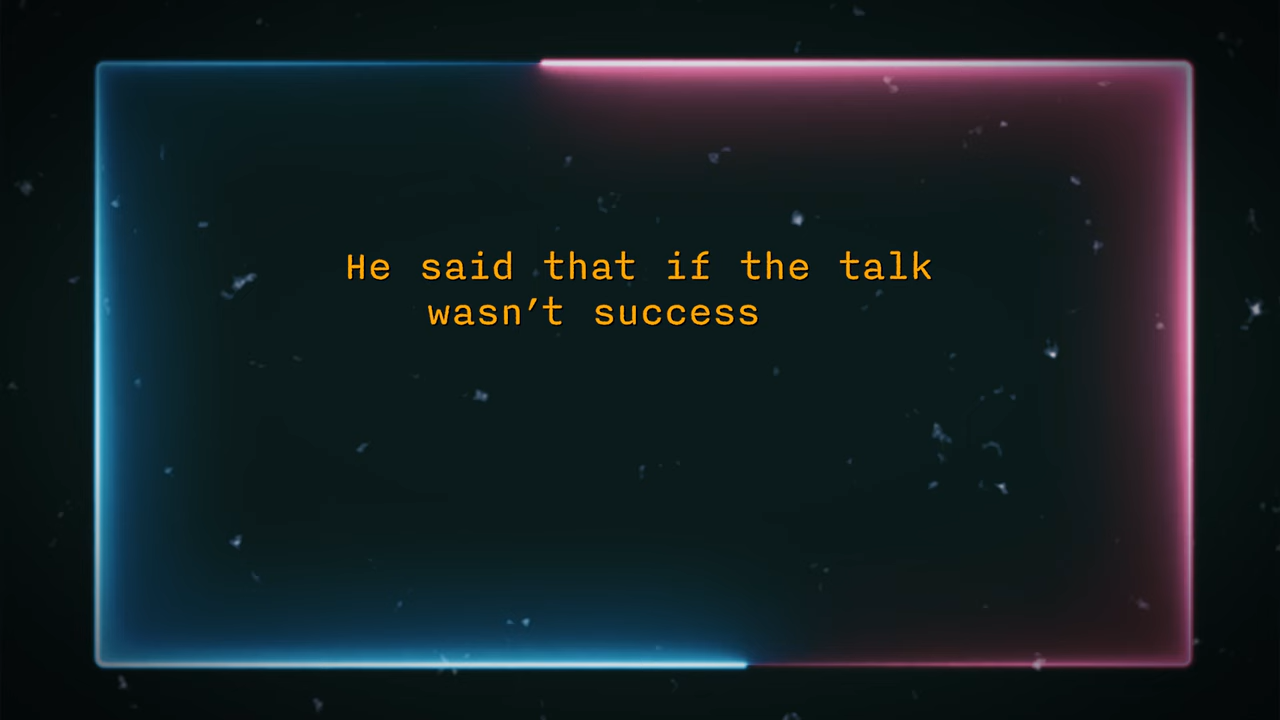 He said that if the talk
wasn’t success